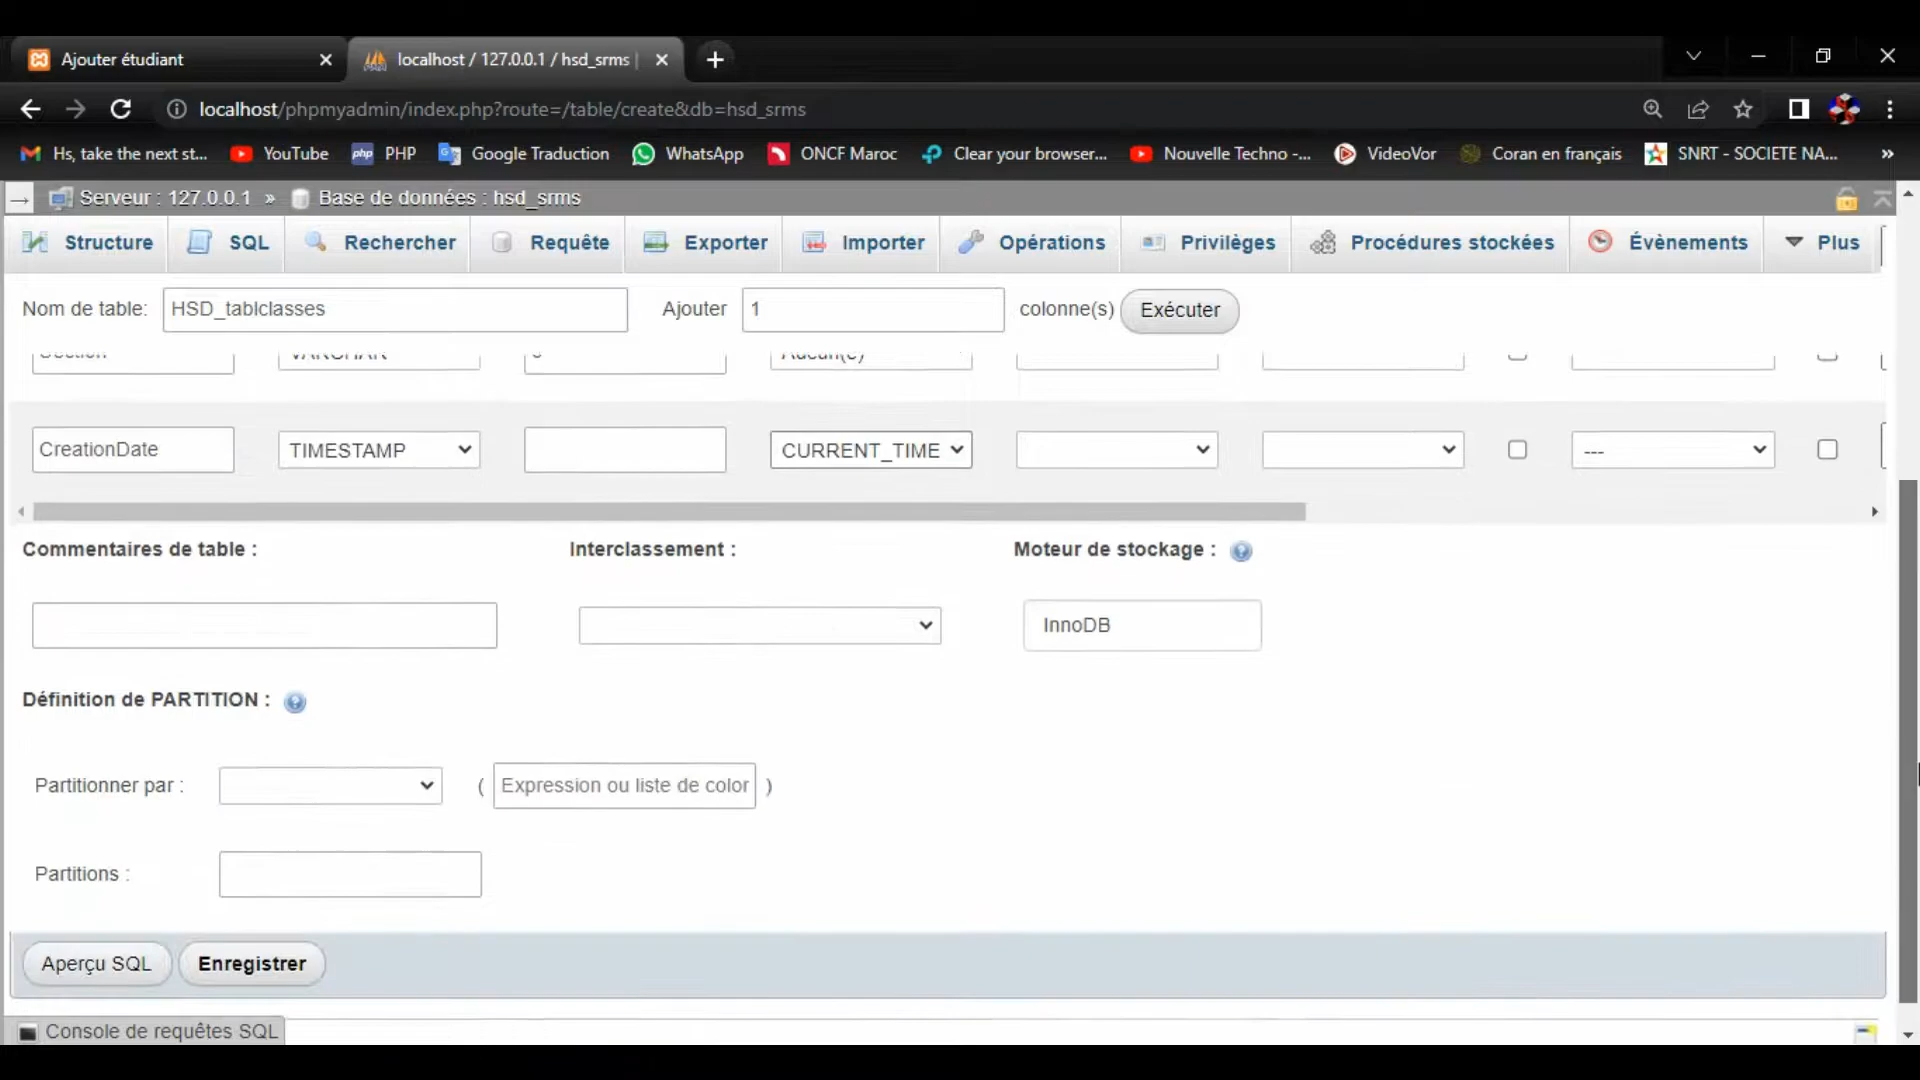 Ajouter étudiant
localhost / 127.0.0.1 / hsd_srms |
localhost/phpmyadmin/index.php?route=/table/create&db=hsd_srms
Hs, take the next st... YouTube PHP Google Traduction WhatsApp ONCF Maroc Clear your browser... Nouvelle Techno -... VideoVor Coran en français SNRT - SOCIETE NA... »
Serveur : 127.0.0.1 » Base de données : hsd_srms
Structure SQL Rechercher Requête Exporter Importer Opérations Privilèges Procédures stockées Évènements Plus
Nom de table: HSD_tablclasses Ajouter 1 colonne(s) Exécuter
Section VARCHAR Aucun(e)
CreationDate TIMESTAMP CURRENT_TIME ---
Commentaires de table : Interclassement : Moteur de stockage :
InnoDB
Définition de PARTITION :
Partitionner par : ( Expression ou liste de color )
Partitions :
Aperçu SQL Enregistrer
Console de requêtes SQL